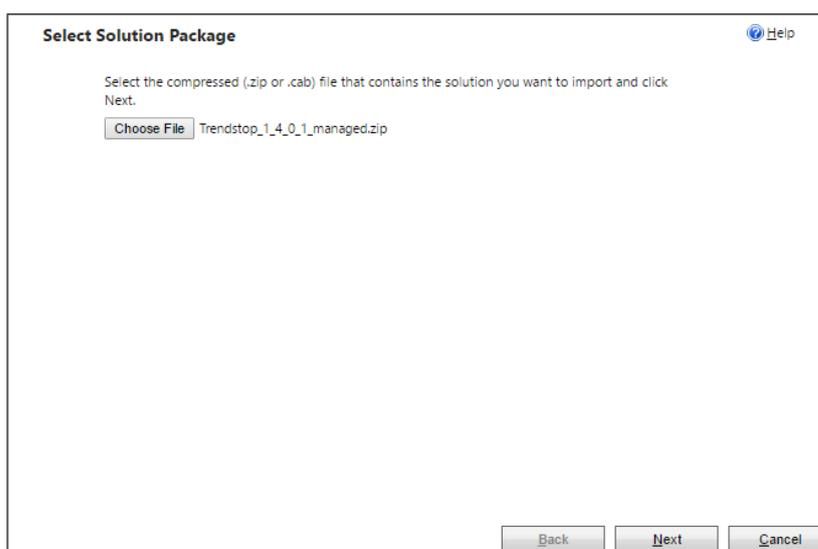 Select Solution Package
Help
Select the compressed (.zip or .cab) file that contains the solution you want to import and click
Next.
Choose File Trendstop_1_4_0_1_managed.zip
Back Next Cancel